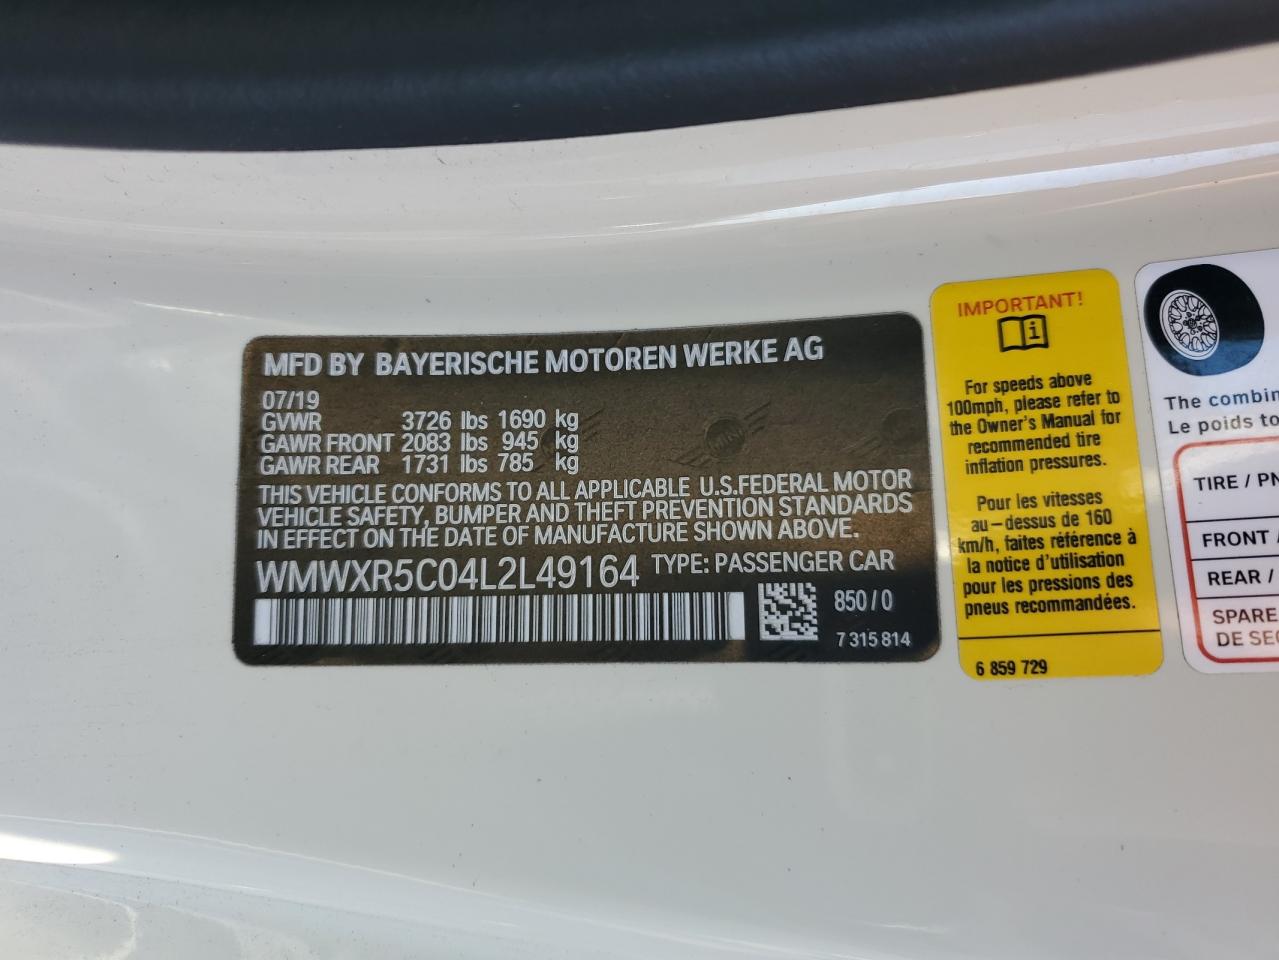 MFD BY BAYERISCHE MOTOREN WERKE AG
07/19
GVWR 3726 lbs 1690 kg
GAWR FRONT 2083 lbs 945 kg
GAWR REAR 1731 lbs 785 kg
THIS VEHICLE CONFORMS TO ALL APPLICABLE U.S.FEDERAL MOTOR
VEHICLE SAFETY, BUMPER AND THEFT PREVENTION STANDARDS
IN EFFECT ON THE DATE OF MANUFACTURE SHOWN ABOVE.
WMWXR5C04L2L49164 TYPE: PASSENGER CAR
850/0
7 315 814
MINI
IMPORTANT!
i
For speeds above
100mph, please refer to
the Owner's Manual for
recommended tire
inflation pressures.
Pour les vitesses
au-dessus de 160
km/h, faites référence à
la notice d'utilisation
pour les pressions des
pneus recommandées.
6 859 729
The combin
Le poids to
TIRE / PN
FRONT /
REAR /
SPARE
DE SEC